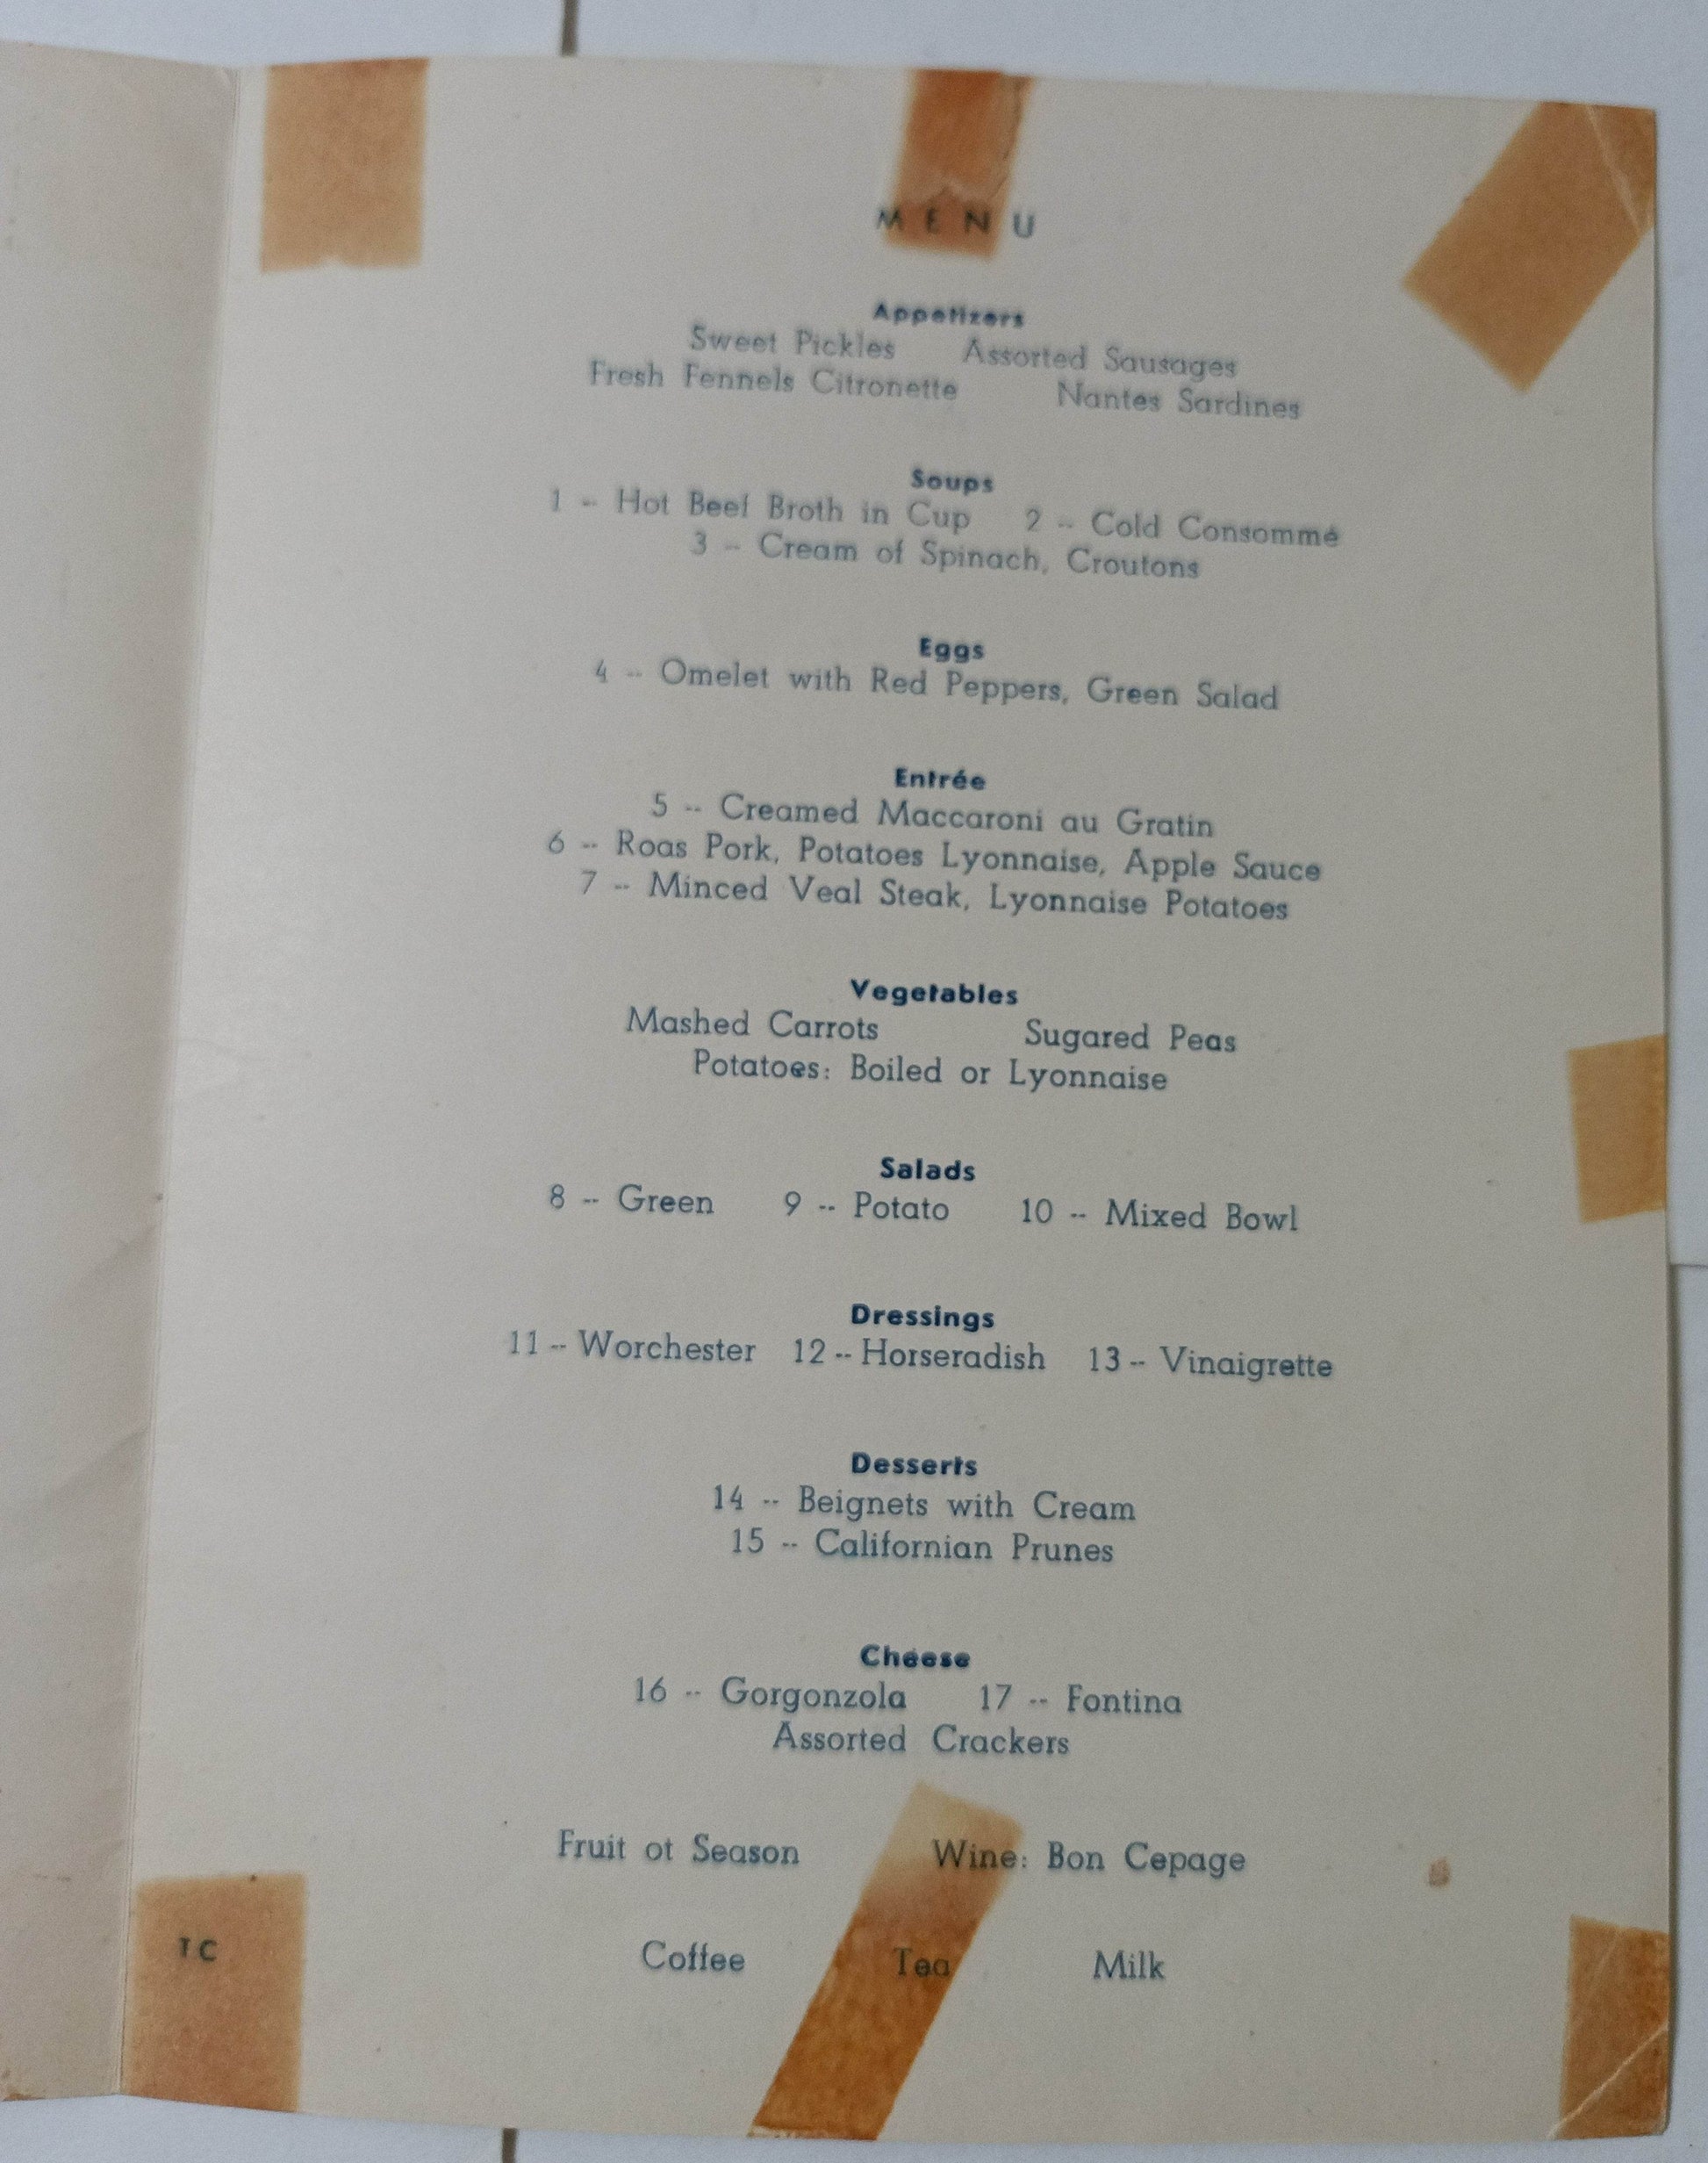 MENU
Appetizers
Sweet Pickles Assorted Sausages
Fresh Fennels Citronette Nantes Sardines
Soups
1 -- Hot Beef Broth in Cup 2 -- Cold Consommé
3 -- Cream of Spinach, Croutons
Eggs
4 -- Omelet with Red Peppers, Green Salad
Entrée
5 -- Creamed Maccaroni au Gratin
6 -- Roas Pork, Potatoes Lyonnaise, Apple Sauce
7 -- Minced Veal Steak, Lyonnaise Potatoes
Vegetables
Mashed Carrots Sugared Peas
Potatoes: Boiled or Lyonnaise
Salads
8 -- Green 9 -- Potato 10 -- Mixed Bowl
Dressings
11 -- Worchester 12 -- Horseradish 13 -- Vinaigrette
Desserts
14 -- Beignets with Cream
15 -- Californian Prunes
Cheese
16 -- Gorgonzola 17 -- Fontina
Assorted Crackers
Fruit ot Season Wine: Bon Cepage
TC Coffee Tea Milk